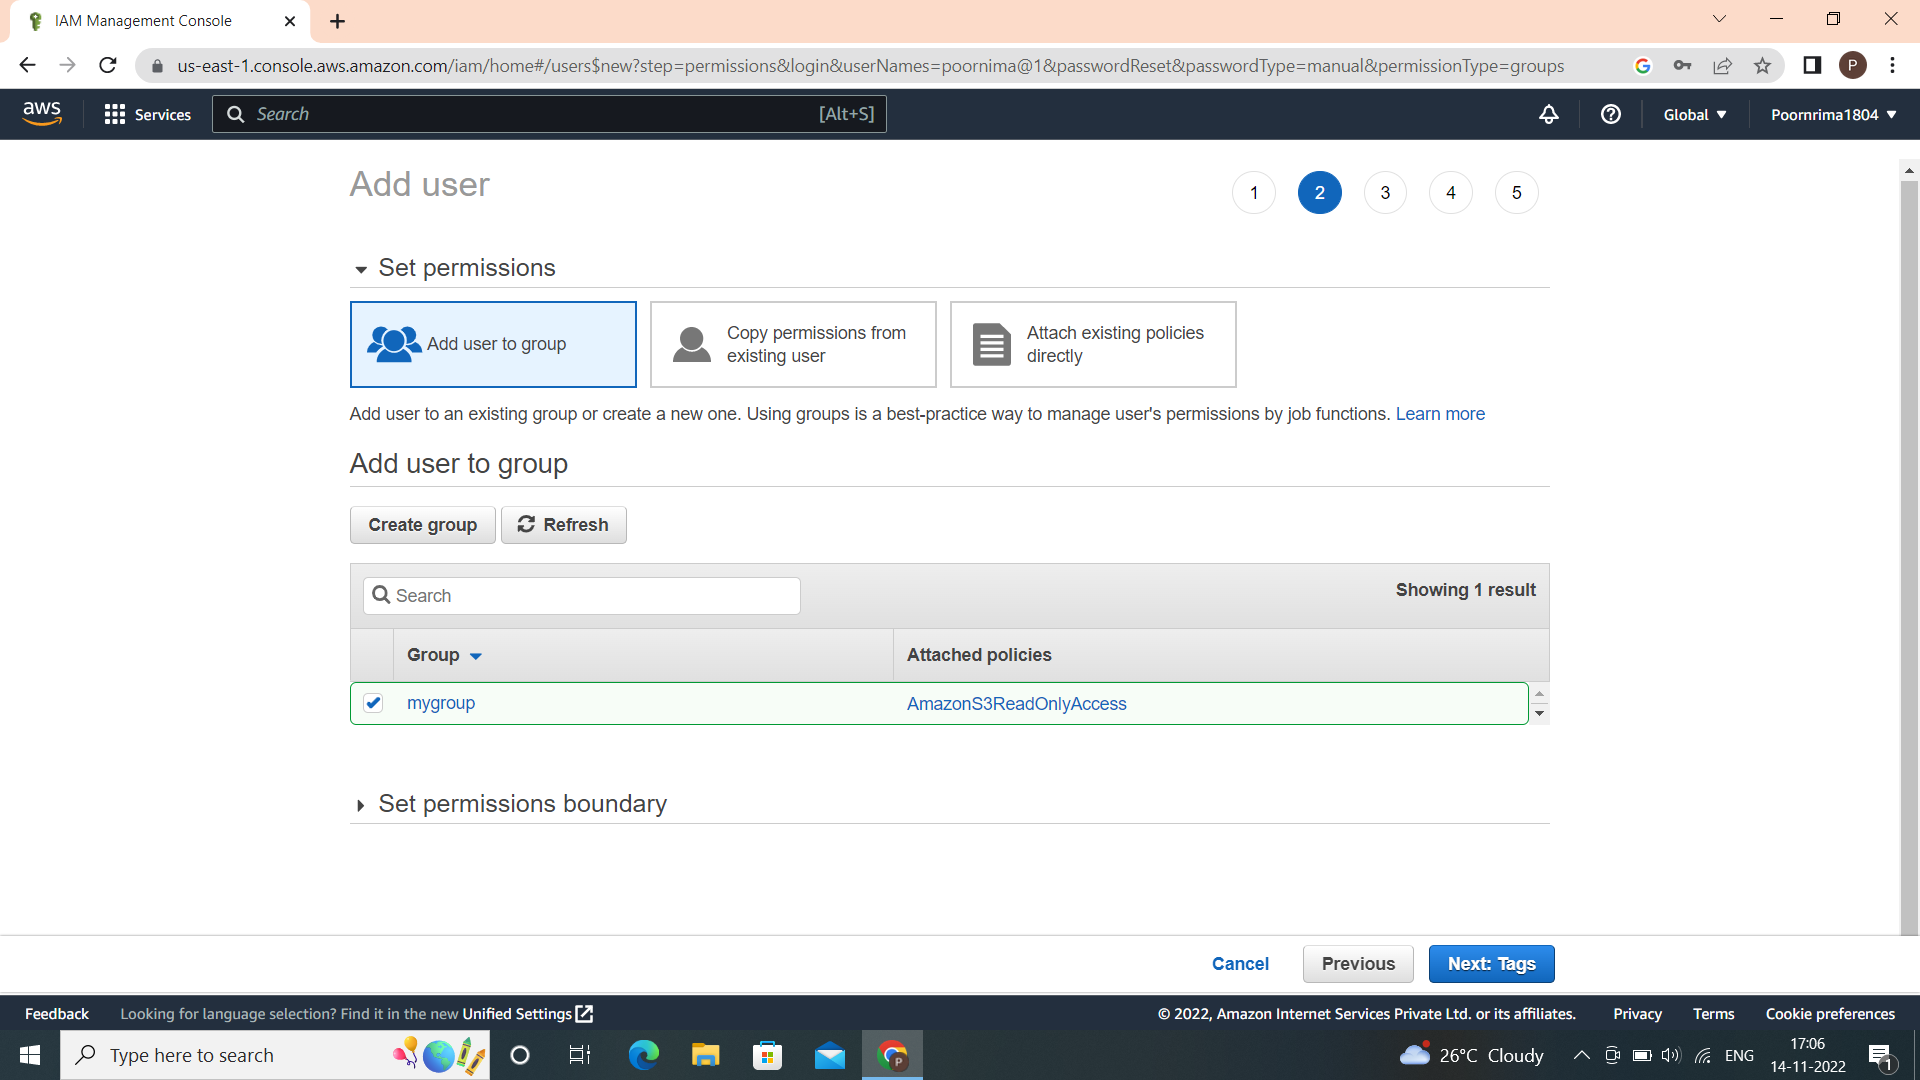 IAM Management Console
us-east-1.console.aws.amazon.com/iam/home#/users$new?step=permissions&login&userNames=poornima@1&passwordReset&passwordType=manual&permissionType=groups
P
aws
Services
Search
[Alt+S]
Global
Poornrima1804
Add user
1
2
3
4
5
Set permissions
Add user to group
Copy permissions from
existing user
Attach existing policies
directly
Add user to an existing group or create a new one. Using groups is a best-practice way to manage user's permissions by job functions. Learn more
Add user to group
Create group
Refresh
Search
Showing 1 result
Group
Attached policies
mygroup
AmazonS3ReadOnlyAccess
Set permissions boundary
Cancel
Previous
Next: Tags
Feedback
Looking for language selection? Find it in the new Unified Settings
© 2022, Amazon Internet Services Private Ltd. or its affiliates.
Privacy
Terms
Cookie preferences
Type here to search
P
26°C Cloudy
ENG
17:06
14-11-2022
1